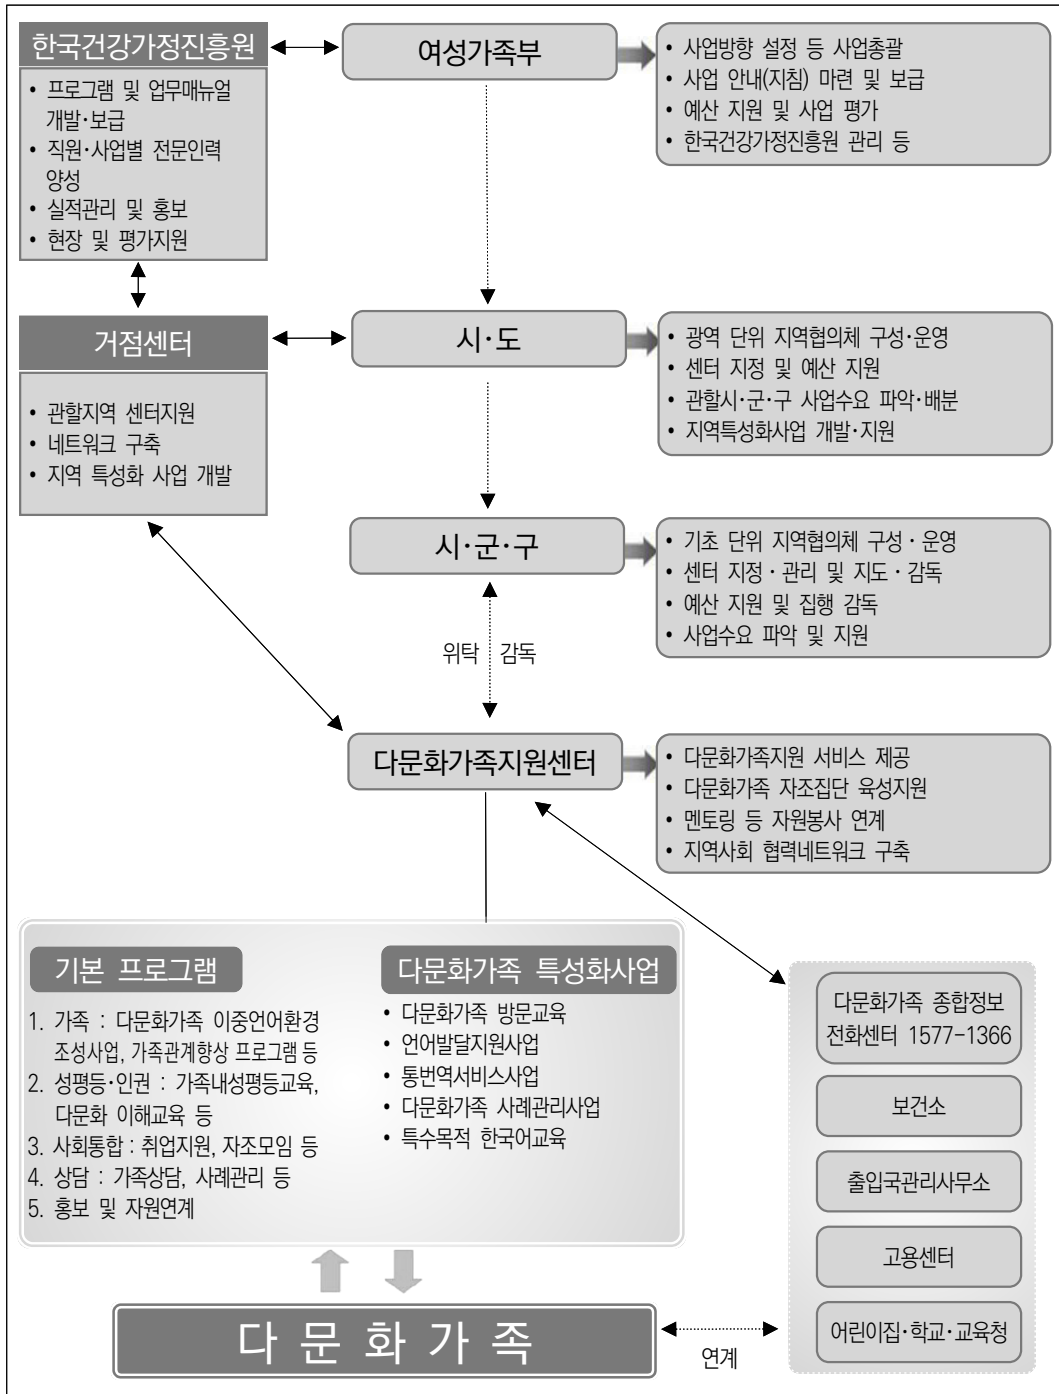 한국건강가정진흥원
• 프로그램 및 업무매뉴얼
개발·보급
• 직원·사업별 전문인력
양성
• 실적관리 및 홍보
• 현장 및 평가지원
여성가족부
• 사업방향 설정 등 사업총괄
• 사업 안내(지침) 마련 및 보급
• 예산 지원 및 사업 평가
• 한국건강가정진흥원 관리 등
거점센터
• 관할지역 센터지원
• 네트워크 구축
• 지역 특성화 사업 개발
시·도
• 광역 단위 지역협의체 구성·운영
• 센터 지정 및 예산 지원
• 관할시·군·구 사업수요 파악·배분
• 지역특성화사업 개발·지원
시·군·구
• 기초 단위 지역협의체 구성·운영
• 센터 지정·관리 및 지도·감독
• 예산 지원 및 집행 감독
• 사업수요 파악 및 지원
위탁 감독
다문화가족지원센터
• 다문화가족지원 서비스 제공
• 다문화가족 자조집단 육성지원
• 멘토링 등 자원봉사 연계
• 지역사회 협력네트워크 구축
기본 프로그램
1. 가족 : 다문화가족 이중언어환경
조성사업, 가족관계향상 프로그램 등
2. 성평등·인권 : 가족내성평등교육,
다문화 이해교육 등
3. 사회통합 : 취업지원, 자조모임 등
4. 상담 : 가족상담, 사례관리 등
5. 홍보 및 자원연계
다문화가족 특성화사업
• 다문화가족 방문교육
• 언어발달지원사업
• 통번역서비스사업
• 다문화가족 사례관리사업
• 특수목적 한국어교육
다문화가족 종합정보
전화센터 1577-1366
보건소
출입국관리사무소
고용센터
어린이집·학교·교육청
다문화가족
연계